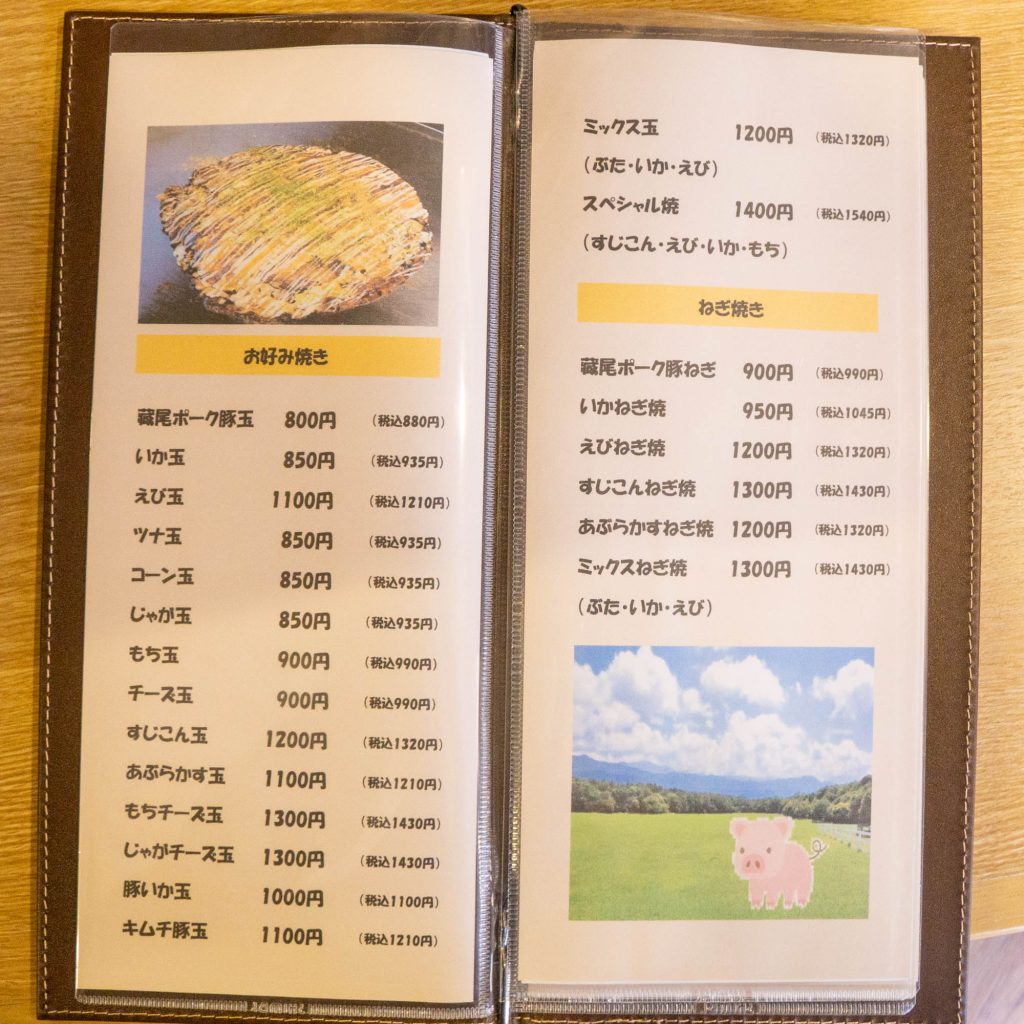 お好み焼き
蔵尾ポーク豚玉 800円 (税込880円)
いか玉 850円 (税込935円)
えび玉 1100円 (税込1210円)
ツナ玉 850円 (税込935円)
コーン玉 850円 (税込935円)
じゃが玉 850円 (税込935円)
もち玉 900円 (税込990円)
チーズ玉 900円 (税込990円)
すじこん玉 1200円 (税込1320円)
あぶらかす玉 1100円 (税込1210円)
もちチーズ玉 1300円 (税込1430円)
じゃがチーズ玉 1300円 (税込1430円)
豚いか玉 1000円 (税込1100円)
キムチ豚玉 1100円 (税込1210円)
ミックス玉 1200円 (税込1320円)
(ぶた・いか・えび)
スペシャル焼 1400円 (税込1540円)
(すじこん・えび・いか・もち)
ねぎ焼き
蔵尾ポーク豚ねぎ 900円 (税込990円)
いかねぎ焼 950円 (税込1045円)
えびねぎ焼 1200円 (税込1320円)
すじこんねぎ焼 1300円 (税込1430円)
あぶらかすねぎ焼 1200円 (税込1320円)
ミックスねぎ焼 1300円 (税込1430円)
(ぶた・いか・えび)